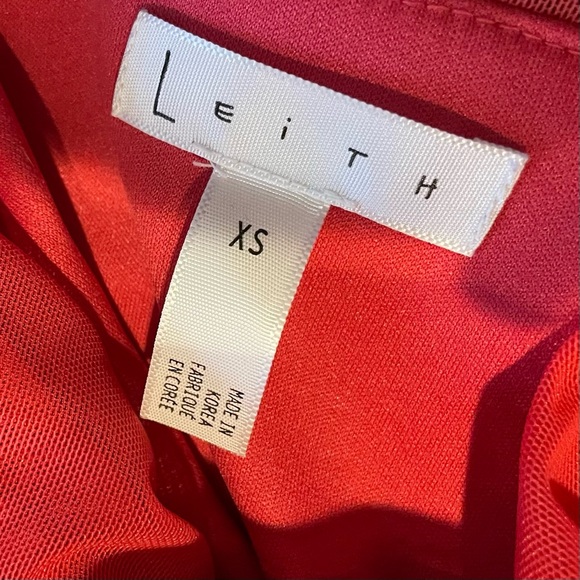 LEiTH
XS
MADE IN
KOREA
FABRIQUÉ
EN CORÉE